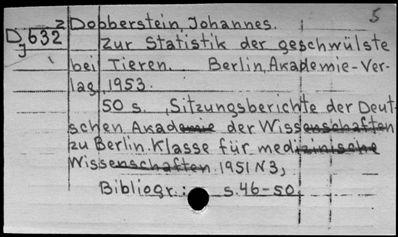 5
z Dobberstein, Johannes.
D 632
J
Zur Statistik der geschwülste
bei Tieren. Berlin, Akademie-Ver-
lag, 1953.
50 s. (Sitzungsberichte der Deut-
schen Akademie der Wissenschaften
zu Berlin. Klasse für medizinische
Wissenschaften 1951 N 3)
Bibliogr.: s. 46-50.